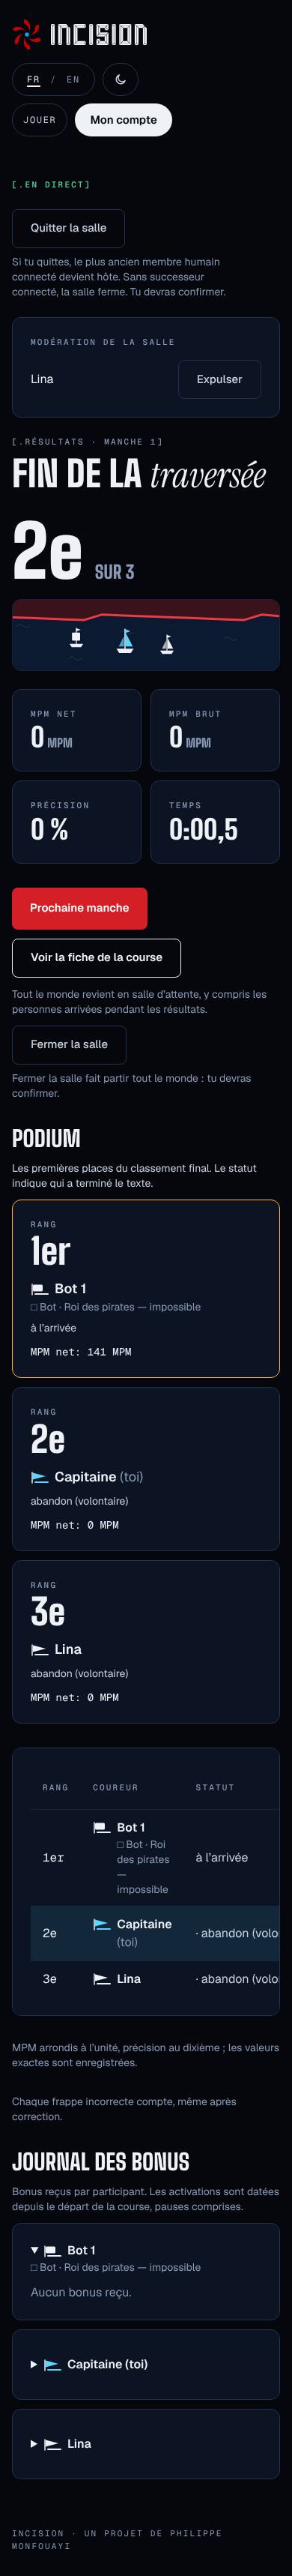 INCISION
FR / EN
JOUER
Mon compte
[.EN DIRECT]
Quitter la salle
Si tu quittes, le plus ancien membre humain
connecté devient hôte. Sans successeur
connecté, la salle ferme. Tu devras confirmer.
MODÉRATION DE LA SALLE
Lina
Expulser
[.RÉSULTATS · MANCHE 1]
FIN DE LA traversée
2e SUR 3
MPM NET
0 MPM
MPM BRUT
0 MPM
PRÉCISION
0 %
TEMPS
0:00,5
Prochaine manche
Voir la fiche de la course
Tout le monde revient en salle d’attente, y compris les
personnes arrivées pendant les résultats.
Fermer la salle
Fermer la salle fait partir tout le monde : tu devras
confirmer.
PODIUM
Les premières places du classement final. Le statut
indique qui a terminé le texte.
RANG
1er
Bot 1
□ Bot · Roi des pirates — impossible
à l’arrivée
MPM net: 141 MPM
RANG
2e
Capitaine (toi)
abandon (volontaire)
MPM net: 0 MPM
RANG
3e
Lina
abandon (volontaire)
MPM net: 0 MPM
RANG COUREUR STATUT
1er
Bot 1
□ Bot · Roi
des pirates
—
impossible
à l’arrivée
2e
Capitaine
(toi)
· abandon (volo
3e Lina · abandon (volo
MPM arrondis à l’unité, précision au dixième ; les valeurs
exactes sont enregistrées.
Chaque frappe incorrecte compte, même après
correction.
JOURNAL DES BONUS
Bonus reçus par participant. Les activations sont datées
depuis le départ de la course, pauses comprises.
▼ Bot 1
□ Bot · Roi des pirates — impossible
Aucun bonus reçu.
▶ Capitaine (toi)
▶ Lina
INCISION · UN PROJET DE PHILIPPE
MONFOUAYI